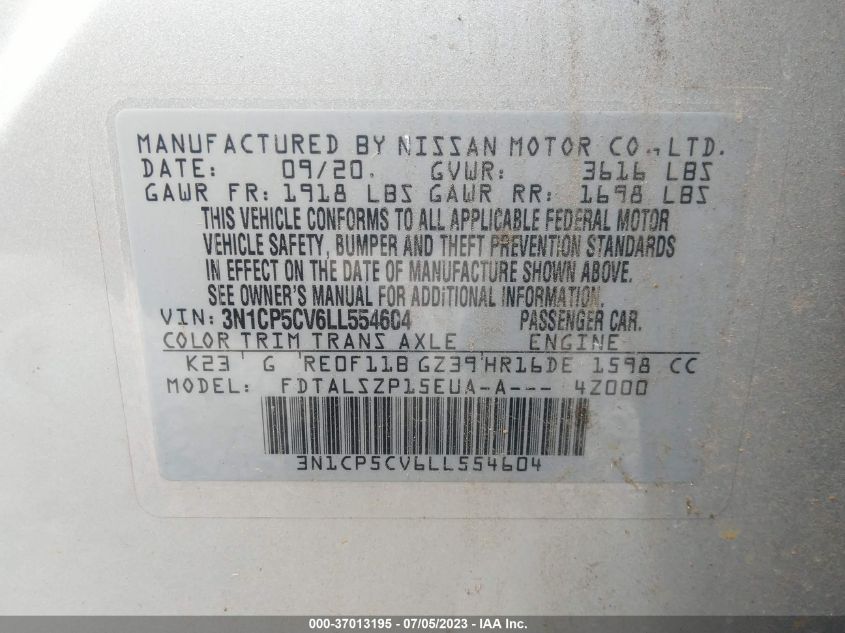 MANUFACTURED BY NISSAN MOTOR CO., LTD.
DATE: 09/20. GVWR: 3616 LBS
GAWR FR: 1918 LBS GAWR RR: 1698 LBS
THIS VEHICLE CONFORMS TO ALL APPLICABLE FEDERAL MOTOR
VEHICLE SAFETY, BUMPER AND THEFT PREVENTION STANDARDS
IN EFFECT ON THE DATE OF MANUFACTURE SHOWN ABOVE.
SEE OWNER'S MANUAL FOR ADDITIONAL INFORMATION.
VIN: 3N1CP5CV6LL554604 PASSENGER CAR.
COLOR TRIM TRANS AXLE ENGINE
K23 G RE0F11B GZ39 HR16DE 1598 CC
MODEL: FDTALSZP15EUA-A--- 4Z000
3N1CP5CV6LL554604
000-37013195 - 07/05/2023 - IAA Inc.